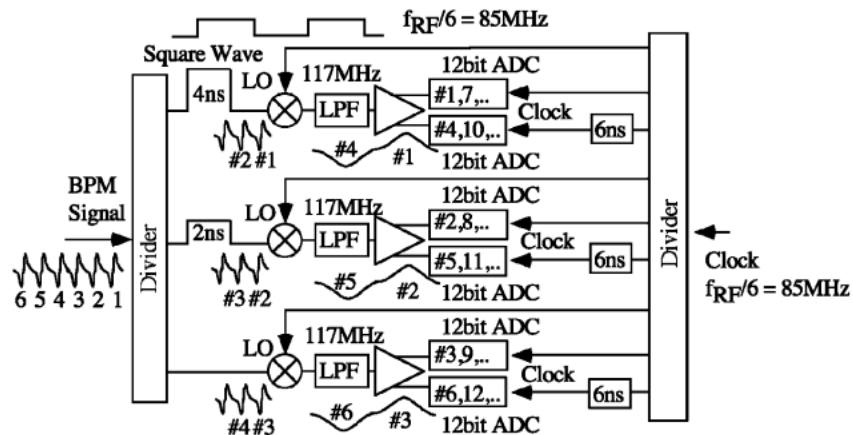 f_RF/6 = 85MHz
Square Wave
LO
117MHz
12bit ADC
4ns
LPF
#1,7,..
#4,10,..
Clock
6ns
#2 #1
#4
#1
12bit ADC
BPM
Signal
Divider
6 5 4 3 2 1
LO
117MHz
12bit ADC
2ns
LPF
#2,8,..
#5,11,..
Clock
6ns
#3 #2
#5
#2
12bit ADC
LO
117MHz
12bit ADC
LPF
#3,9,..
#6,12,..
Clock
6ns
#4 #3
#6
#3
12bit ADC
Divider
Clock
f_RF/6 = 85MHz